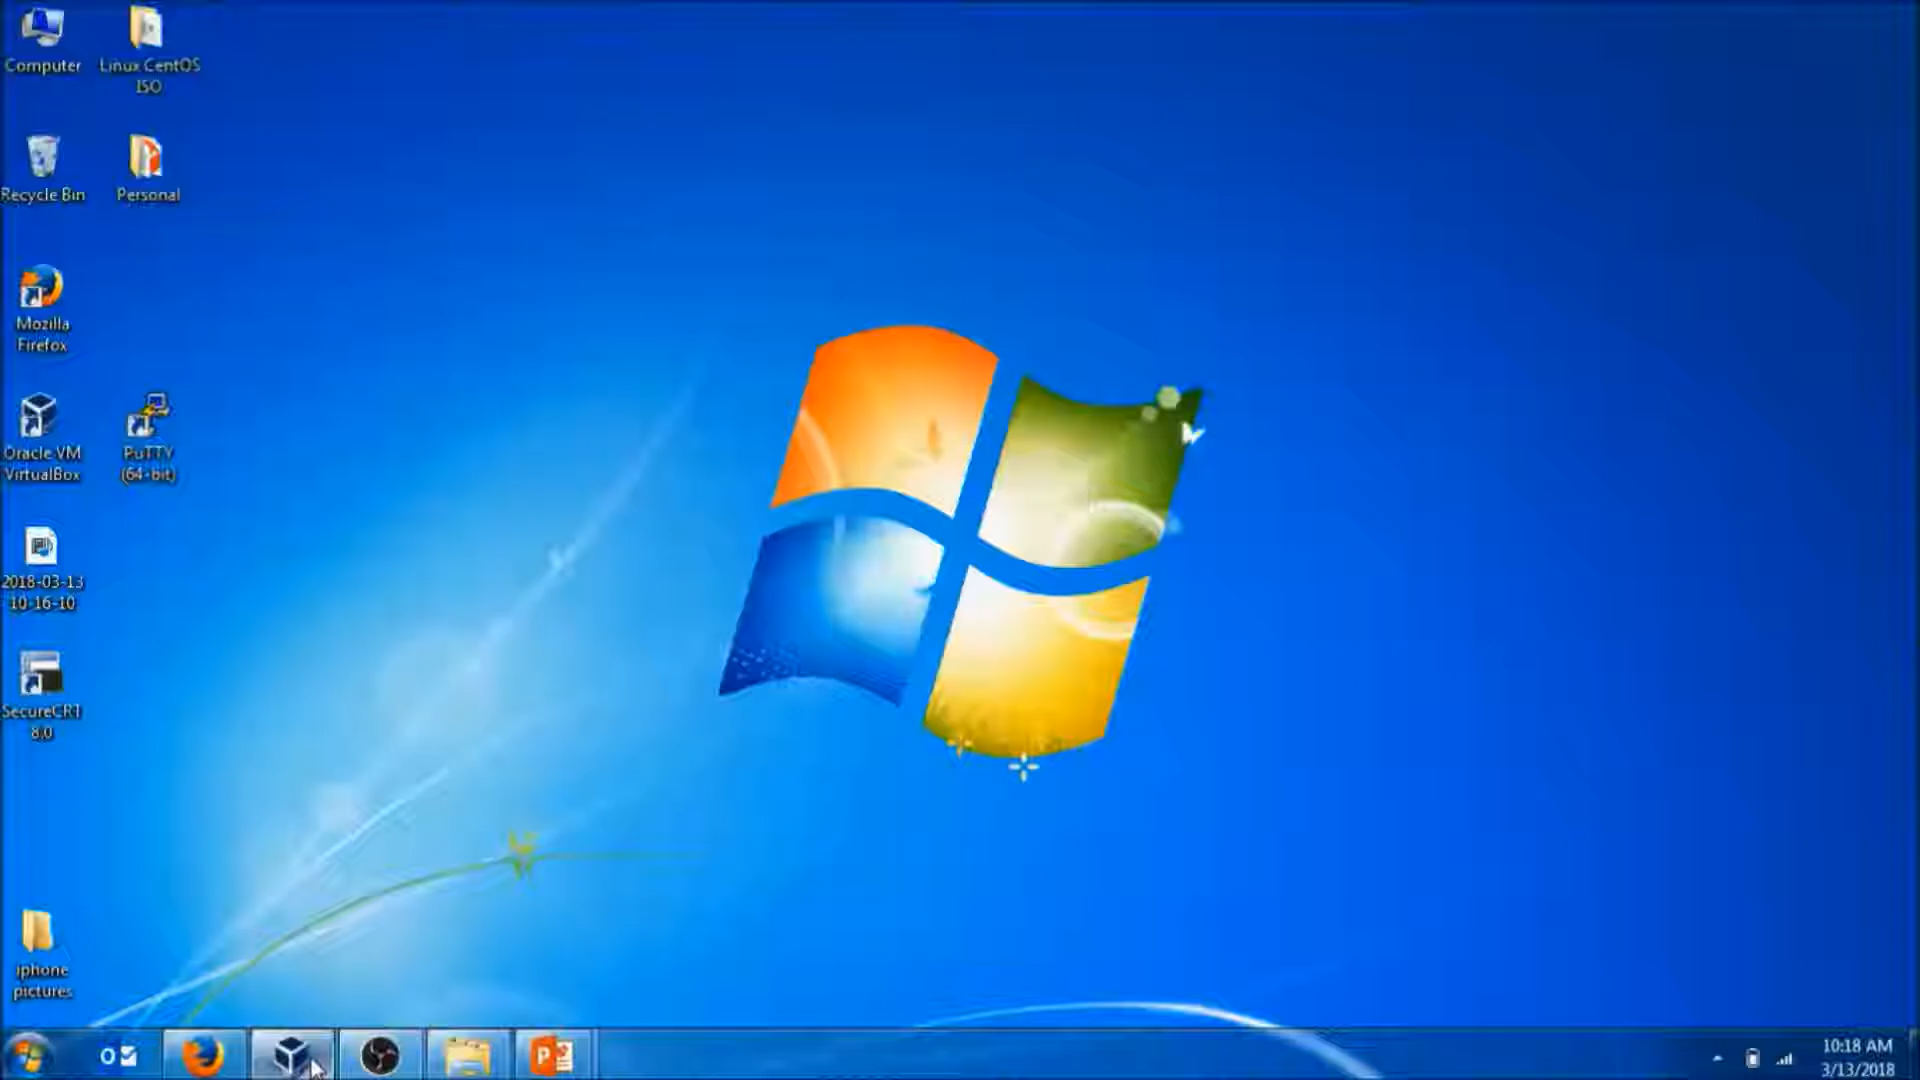 Computer
Linux CentOS
ISO
Recycle Bin
Personal
Mozilla
Firefox
Oracle VM
VirtualBox
PuTTY
(64-bit)
2018-03-13
10-16-10
SecureCRT
8.0
iphone
pictures
10:18 AM
3/13/2018